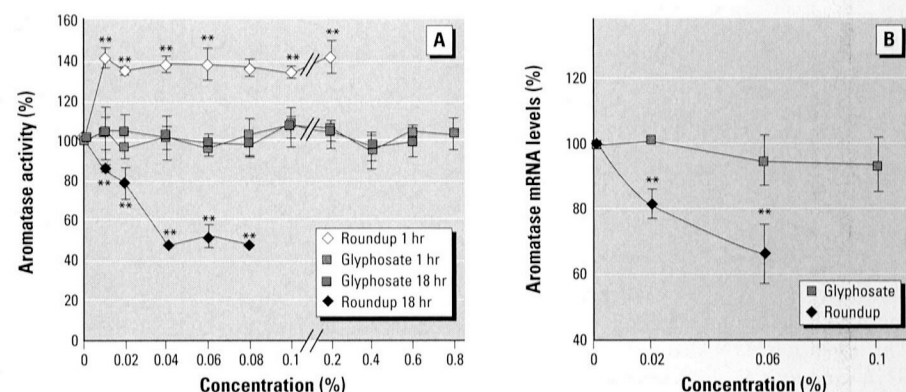 A
Aromatase activity (%)
160
140
120
100
80
60
40
20
0
** ** ** ** ** **
** ** ** ** **
◇ Roundup 1 hr
Glyphosate 1 hr
Glyphosate 18 hr
◆ Roundup 18 hr
0 0.02 0.04 0.06 0.08 0.1 0.2 0.4 0.6 0.8
Concentration (%)
B
Aromatase mRNA levels (%)
120
100
80
60
40
**
**
Glyphosate
◆ Roundup
0 0.02 0.06 0.1
Concentration (%)